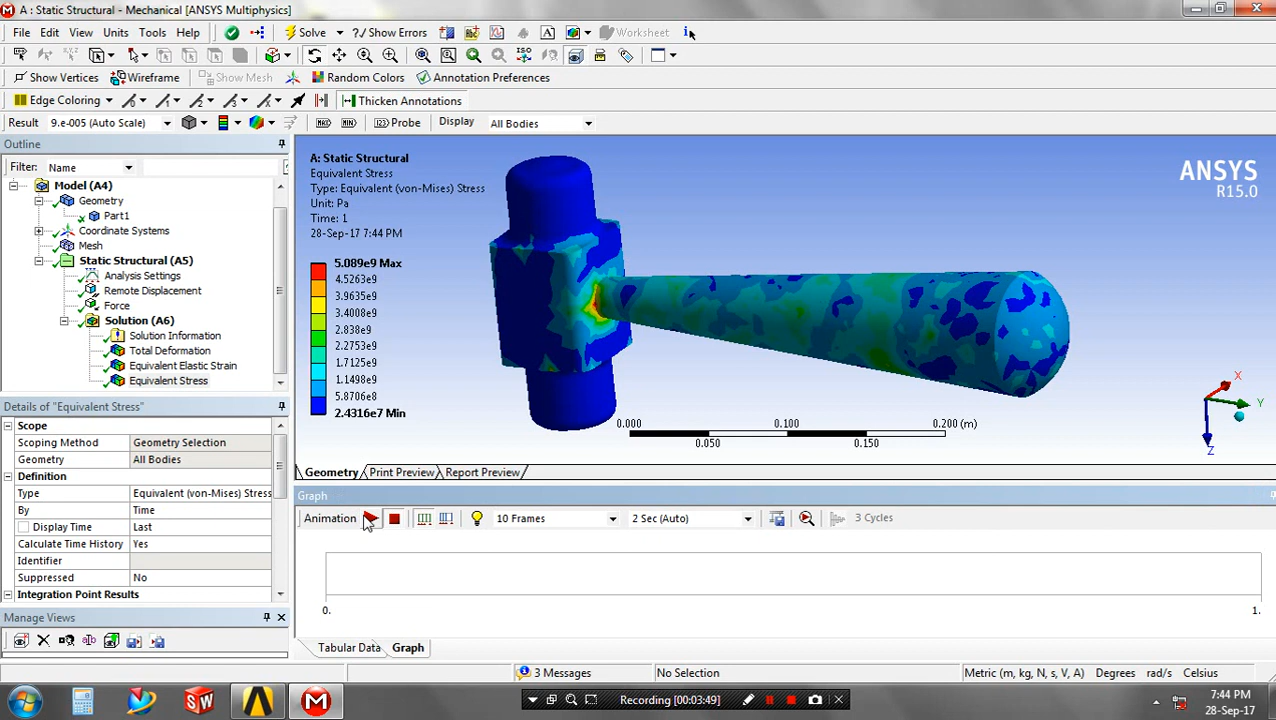 A : Static Structural - Mechanical [ANSYS Multiphysics]
File Edit View Units Tools Help Solve ?/ Show Errors Worksheet
Show Vertices Wireframe Show Mesh Random Colors Annotation Preferences
Edge Coloring Thicken Annotations
Result 9.e-005 (Auto Scale) MAX MIN Probe Display All Bodies
Outline
Filter: Name
Model (A4)
Geometry
Part1
Coordinate Systems
Mesh
Static Structural (A5)
Analysis Settings
Remote Displacement
Force
Solution (A6)
Solution Information
Total Deformation
Equivalent Elastic Strain
Equivalent Stress
Details of "Equivalent Stress"
Scope
Scoping Method Geometry Selection
Geometry All Bodies
Definition
Type Equivalent (von-Mises) Stress
By Time
Display Time Last
Calculate Time History Yes
Identifier
Suppressed No
Integration Point Results
Manage Views
A: Static Structural
Equivalent Stress
Type: Equivalent (von-Mises) Stress
Unit: Pa
Time: 1
28-Sep-17 7:44 PM
5.089e9 Max
4.5263e9
3.9635e9
3.4008e9
2.838e9
2.2753e9
1.7125e9
1.1498e9
5.8706e8
2.4316e7 Min
ANSYS
R15.0
0.000 0.100 0.200 (m)
0.050 0.150
X
Y
Z
Geometry Print Preview Report Preview
Graph
Animation 10 Frames 2 Sec (Auto) 3 Cycles
0. 1.
Tabular Data Graph
3 Messages No Selection Metric (m, kg, N, s, V, A) Degrees rad/s Celsius
Recording [00:03:49]
7:44 PM
28-Sep-17